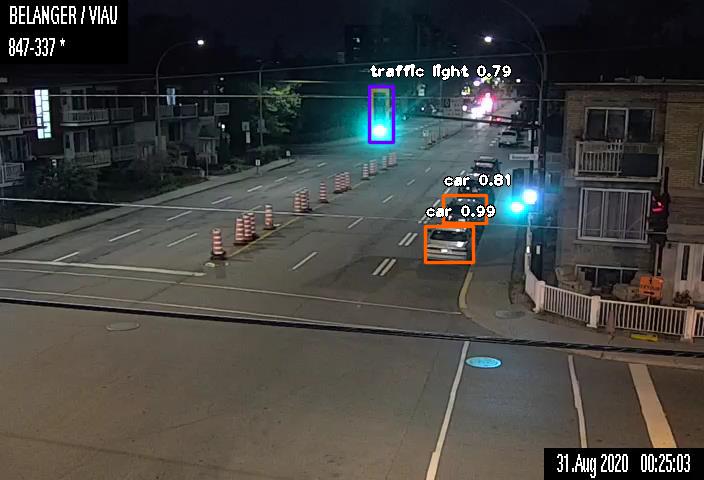 BELANGER / VIAU
847-337 *
traffic light 0.79
car 0.81
car 0.99
31.Aug 2020 00:25:03